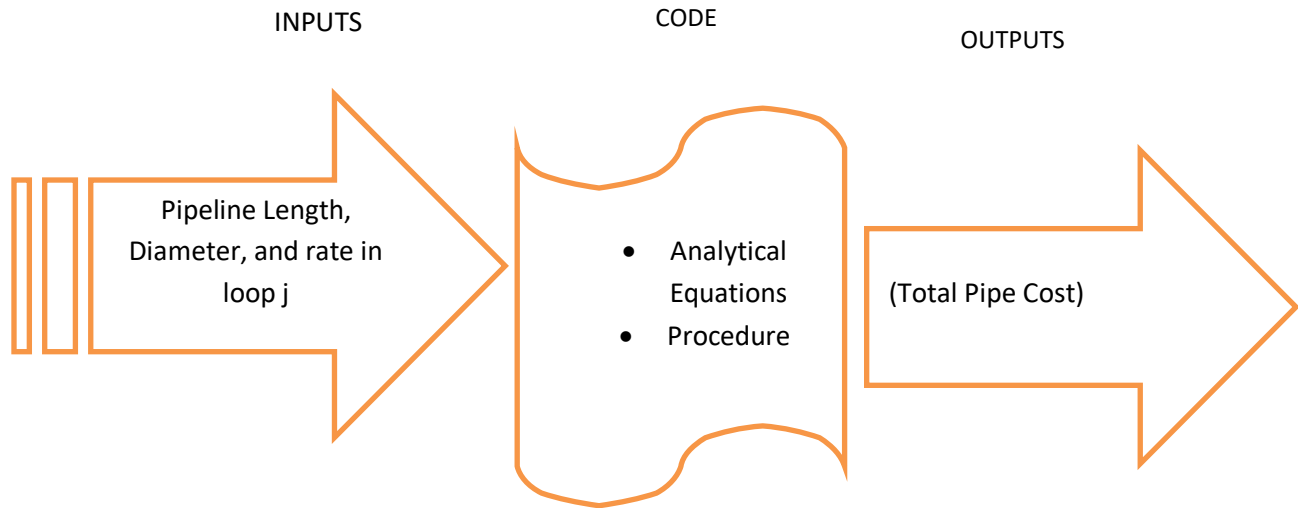 INPUTS
CODE
OUTPUTS
Pipeline Length,
Diameter, and rate in
loop j
• Analytical
Equations
• Procedure
(Total Pipe Cost)